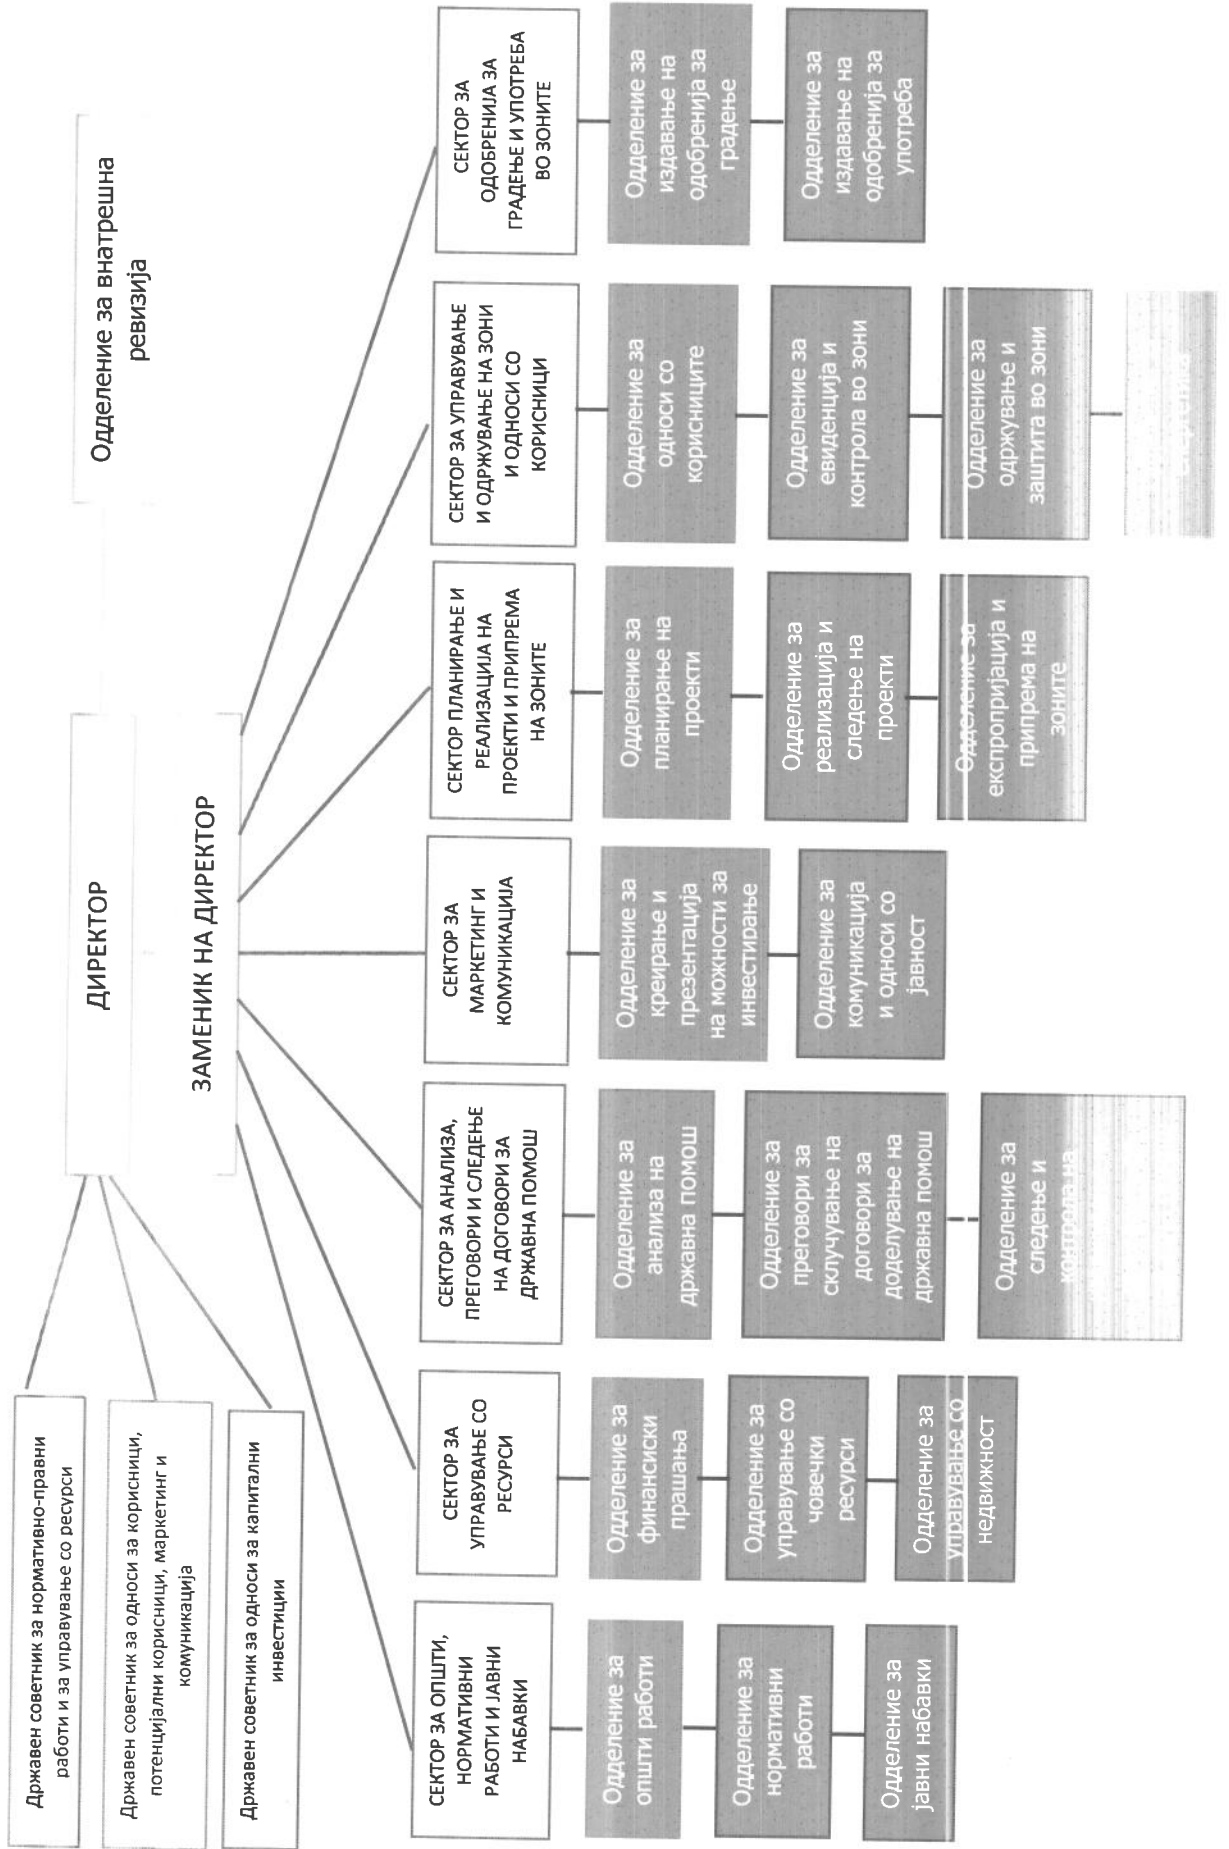 Државен советник за нормативно-правни
работи и за управување со ресурси
Државен советник за односи за корисници,
потенцијални корисници, маркетинг и
комуникација
Државен советник за односи за капитални
инвестиции
ДИРЕКТОР
ЗАМЕНИК НА ДИРЕКТОР
Одделение за внатрешна
ревизија
СЕКТОР ЗА ОПШТИ,
НОРМАТИВНИ
РАБОТИ И ЈАВНИ
НАБАВКИ
Одделение за
општи работи
Одделение за
нормативни
работи
Одделение за
јавни набавки
СЕКТОР ЗА
УПРАВУВАЊЕ СО
РЕСУРСИ
Одделение за
финансиски
прашања
Одделение за
управување со
човечки
ресурси
Одделение за
управување со
недвижност
СЕКТОР ЗА АНАЛИЗА,
ПРЕГОВОРИ И СЛЕДЕЊЕ
НА ДОГОВОРИ ЗА
ДРЖАВНА ПОМОШ
Одделение за
анализа на
државна помош
Одделение за
преговори за
склучување на
договори за
доделување на
државна помош
Одделение за
следење и
контрола на
СЕКТОР ЗА
МАРКЕТИНГ И
КОМУНИКАЦИЈА
Одделение за
креирање и
презентација
на можности за
инвестирање
Одделение за
комуникација
и односи со
јавност
СЕКТОР ПЛАНИРАЊЕ И
РЕАЛИЗАЦИЈА НА
ПРОЕКТИ И ПРИПРЕМА
НА ЗОНИТЕ
Одделение за
планирање на
проекти
Одделение за
реализација и
следење на
проекти
Одделение за
експропријација и
припрема на
зоните
СЕКТОР ЗА УПРАВУВАЊЕ
И ОДРЖУВАЊЕ НА ЗОНИ
И ОДНОСИ СО
КОРИСНИЦИ
Одделение за
односи со
корисниците
Одделение за
евиденција и
контрола во зони
Одделение за
одржување и
заштита во зони
СЕКТОР ЗА
ОДОБРЕНИЈА ЗА
ГРАДЕЊЕ И УПОТРЕБА
ВО ЗОНИТЕ
Одделение за
издавање на
одобренија за
градење
Одделение за
издавање на
одобренија за
употреба